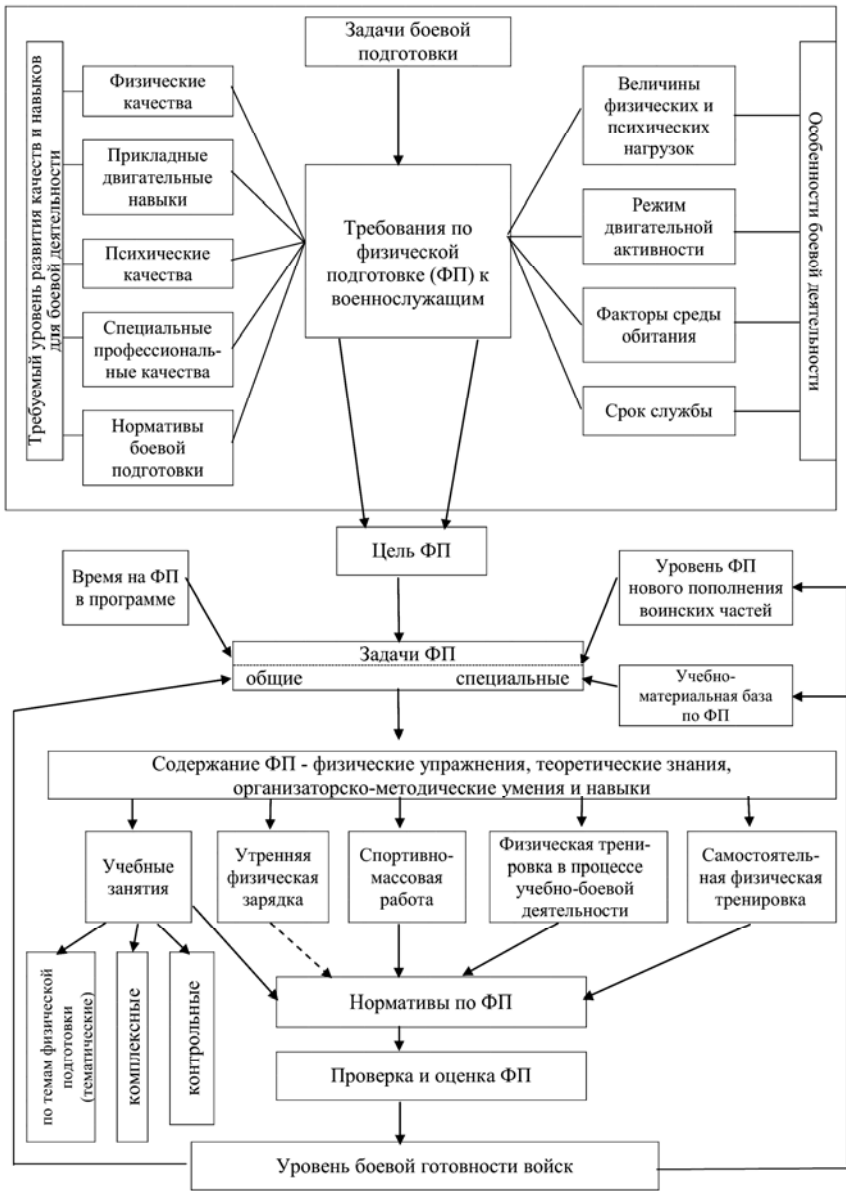 Задачи боевой
подготовки
Требуемый уровень развития качеств и навыков
для боевой деятельности
Физические
качества
Прикладные
двигательные
навыки
Психические
качества
Специальные
профессиональ-
ные качества
Нормативы
боевой
подготовки
Требования по
физической
подготовке (ФП) к
военнослужащим
Величины
физических и
психических
нагрузок
Режим
двигательной
активности
Факторы среды
обитания
Срок службы
Особенности боевой деятельности
Цель ФП
Время на ФП
в программе
Уровень ФП
нового пополнения
воинских частей
Задачи ФП
общие специальные
Учебно-
материальная база
по ФП
Содержание ФП - физические упражнения, теоретические знания,
организаторско-методические умения и навыки
Учебные
занятия
Утренняя
физическая
зарядка
Спортивно-
массовая
работа
Физическая трени-
ровка в процессе
учебно-боевой
деятельности
Самостоятель-
ная физическая
тренировка
по темам физической
подготовки
(тематические)
комплексные
контрольные
Нормативы по ФП
Проверка и оценка ФП
Уровень боевой готовности войск